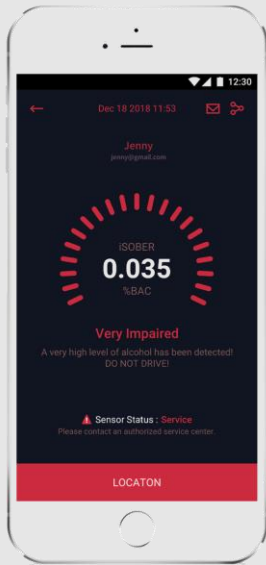 12:30
Dec 18 2018 11:53
Jenny
jenny@gmail.com
iSOBER
0.035
%BAC
Very Impaired
A very high level of alcohol has been detected!
DO NOT DRIVE!
Sensor Status : Service
Please contact an authorized service center.
LOCATON